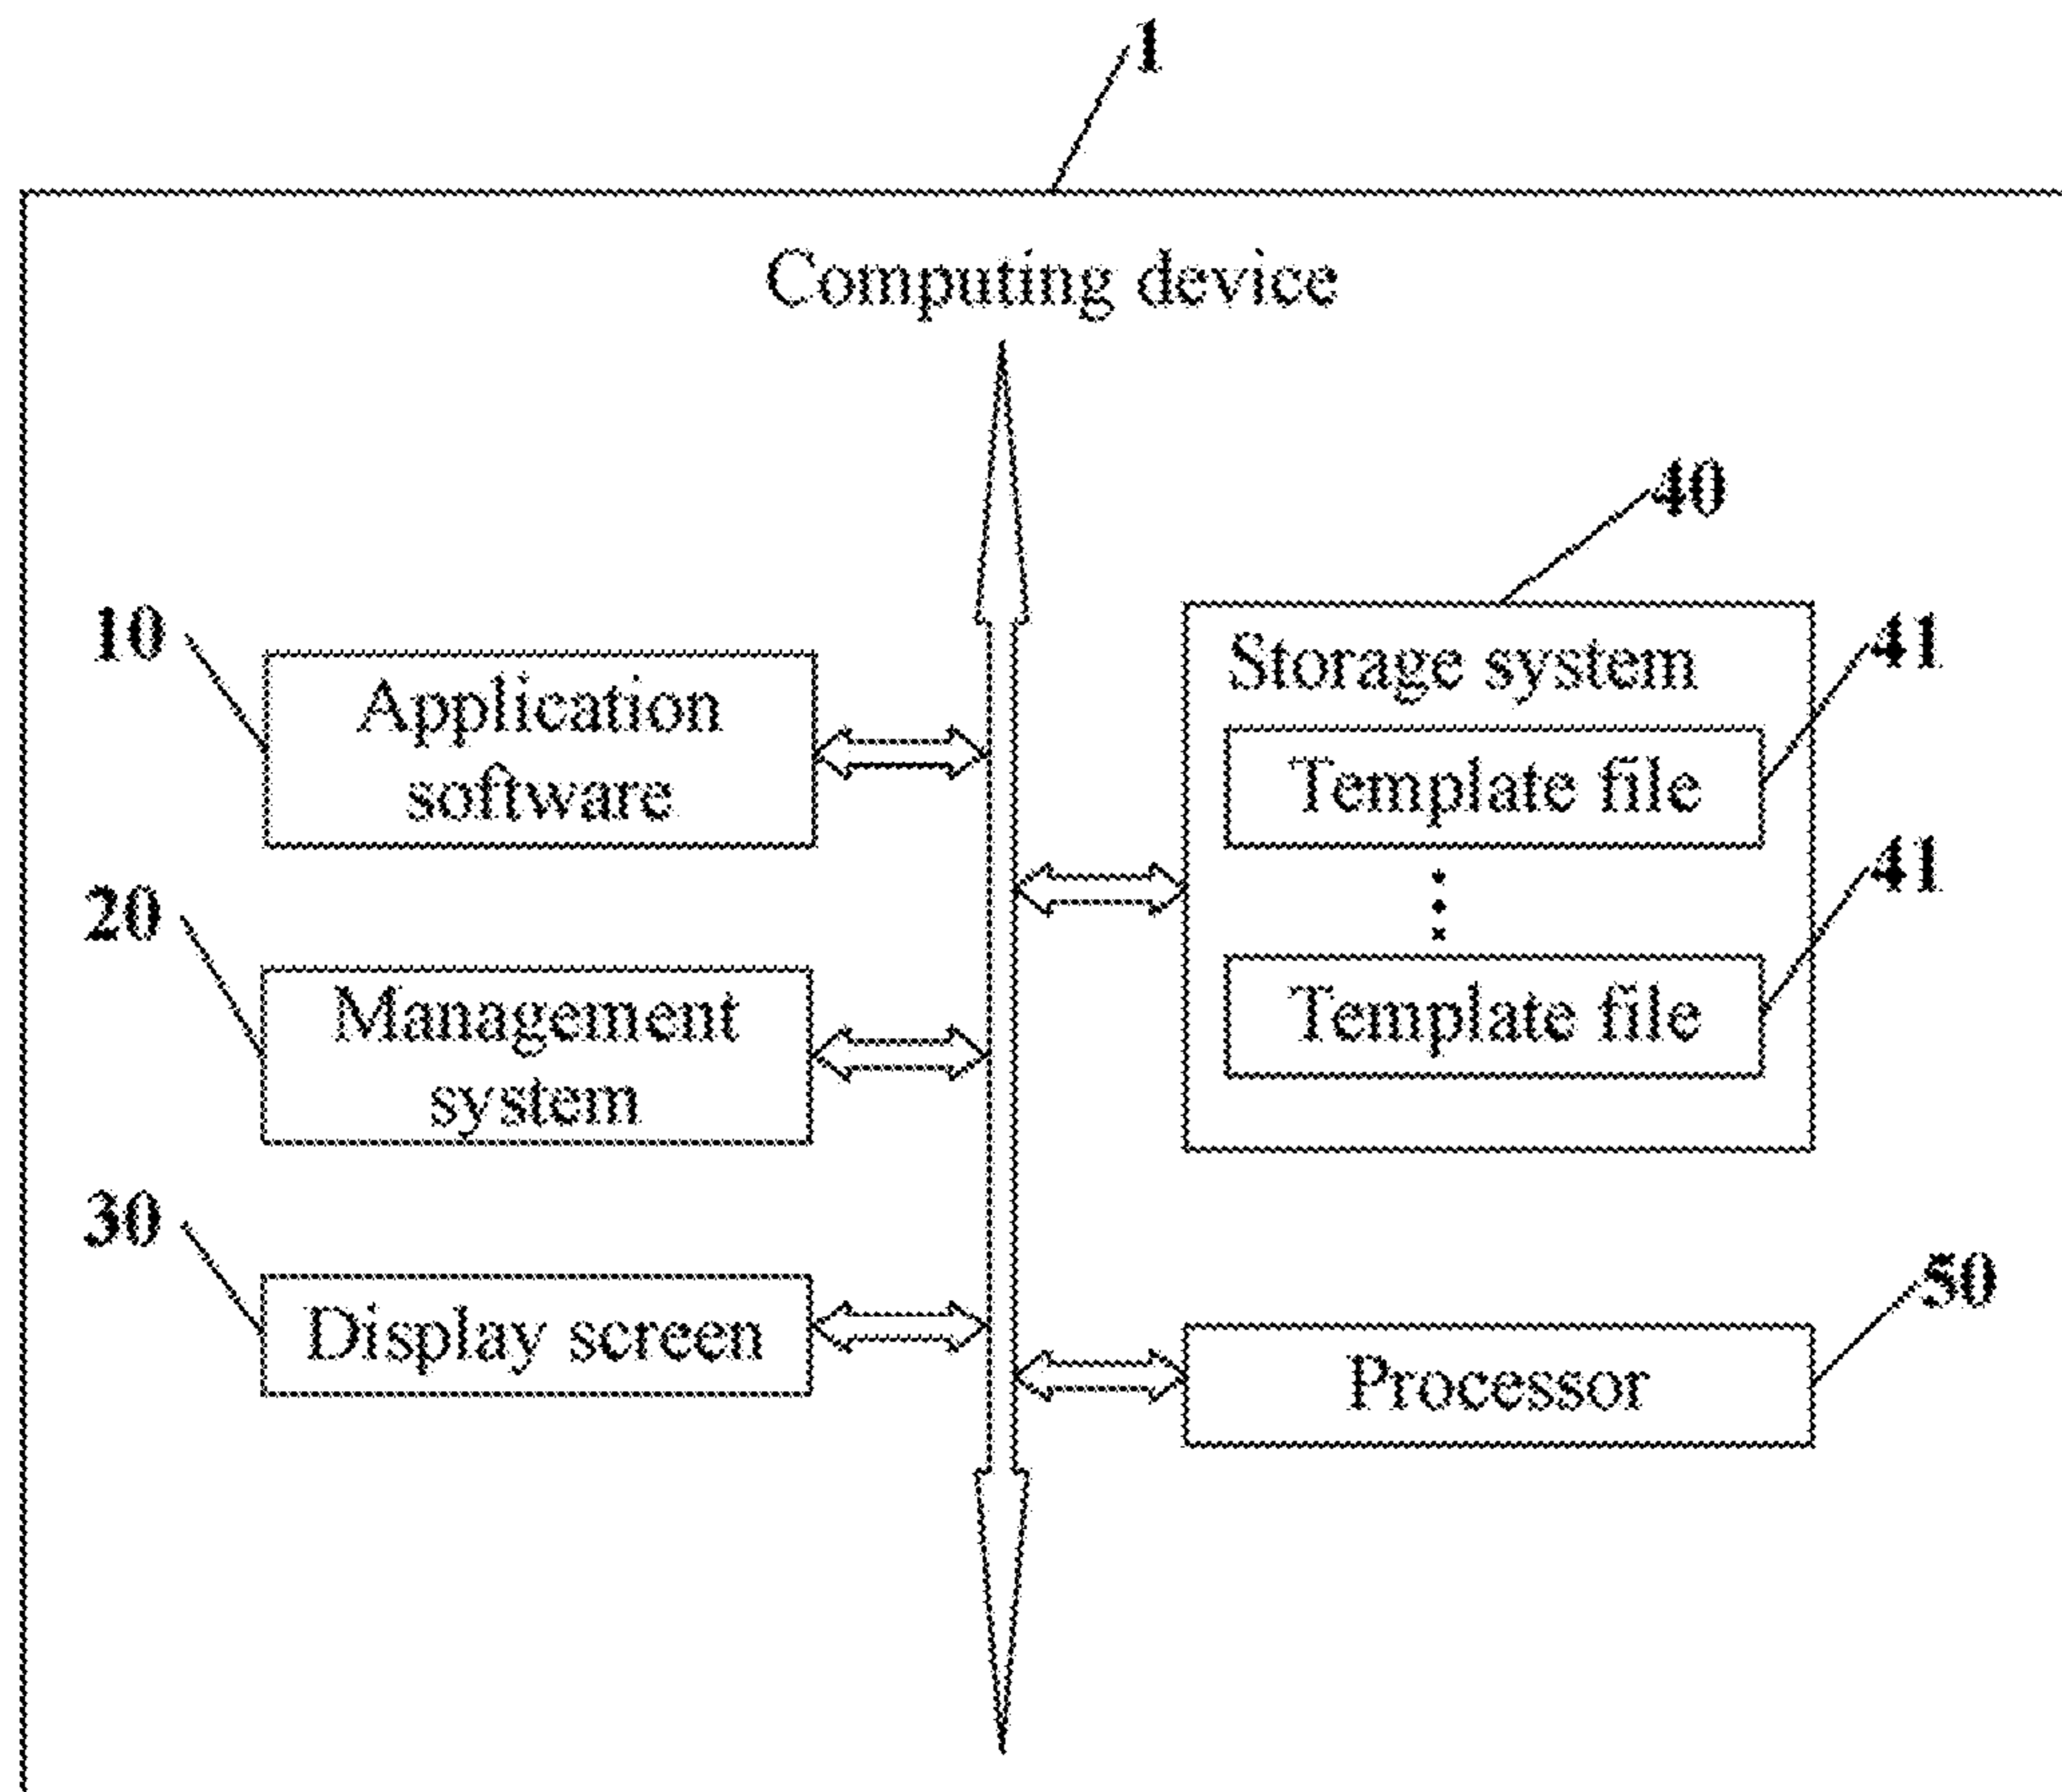 1
Computing device
40
10
Application
software
Storage system
41
Template file
41
Template file
20
Management
system
30
Display screen
50
Processor